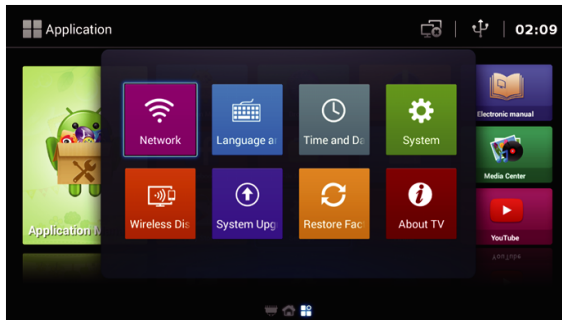 Application
02:09
Network
Language a
Time and Da
System
Electronic manual
Wireless Dis
System Upg
Restore Fac
About TV
Media Center
Application M
YouTube
YouTube